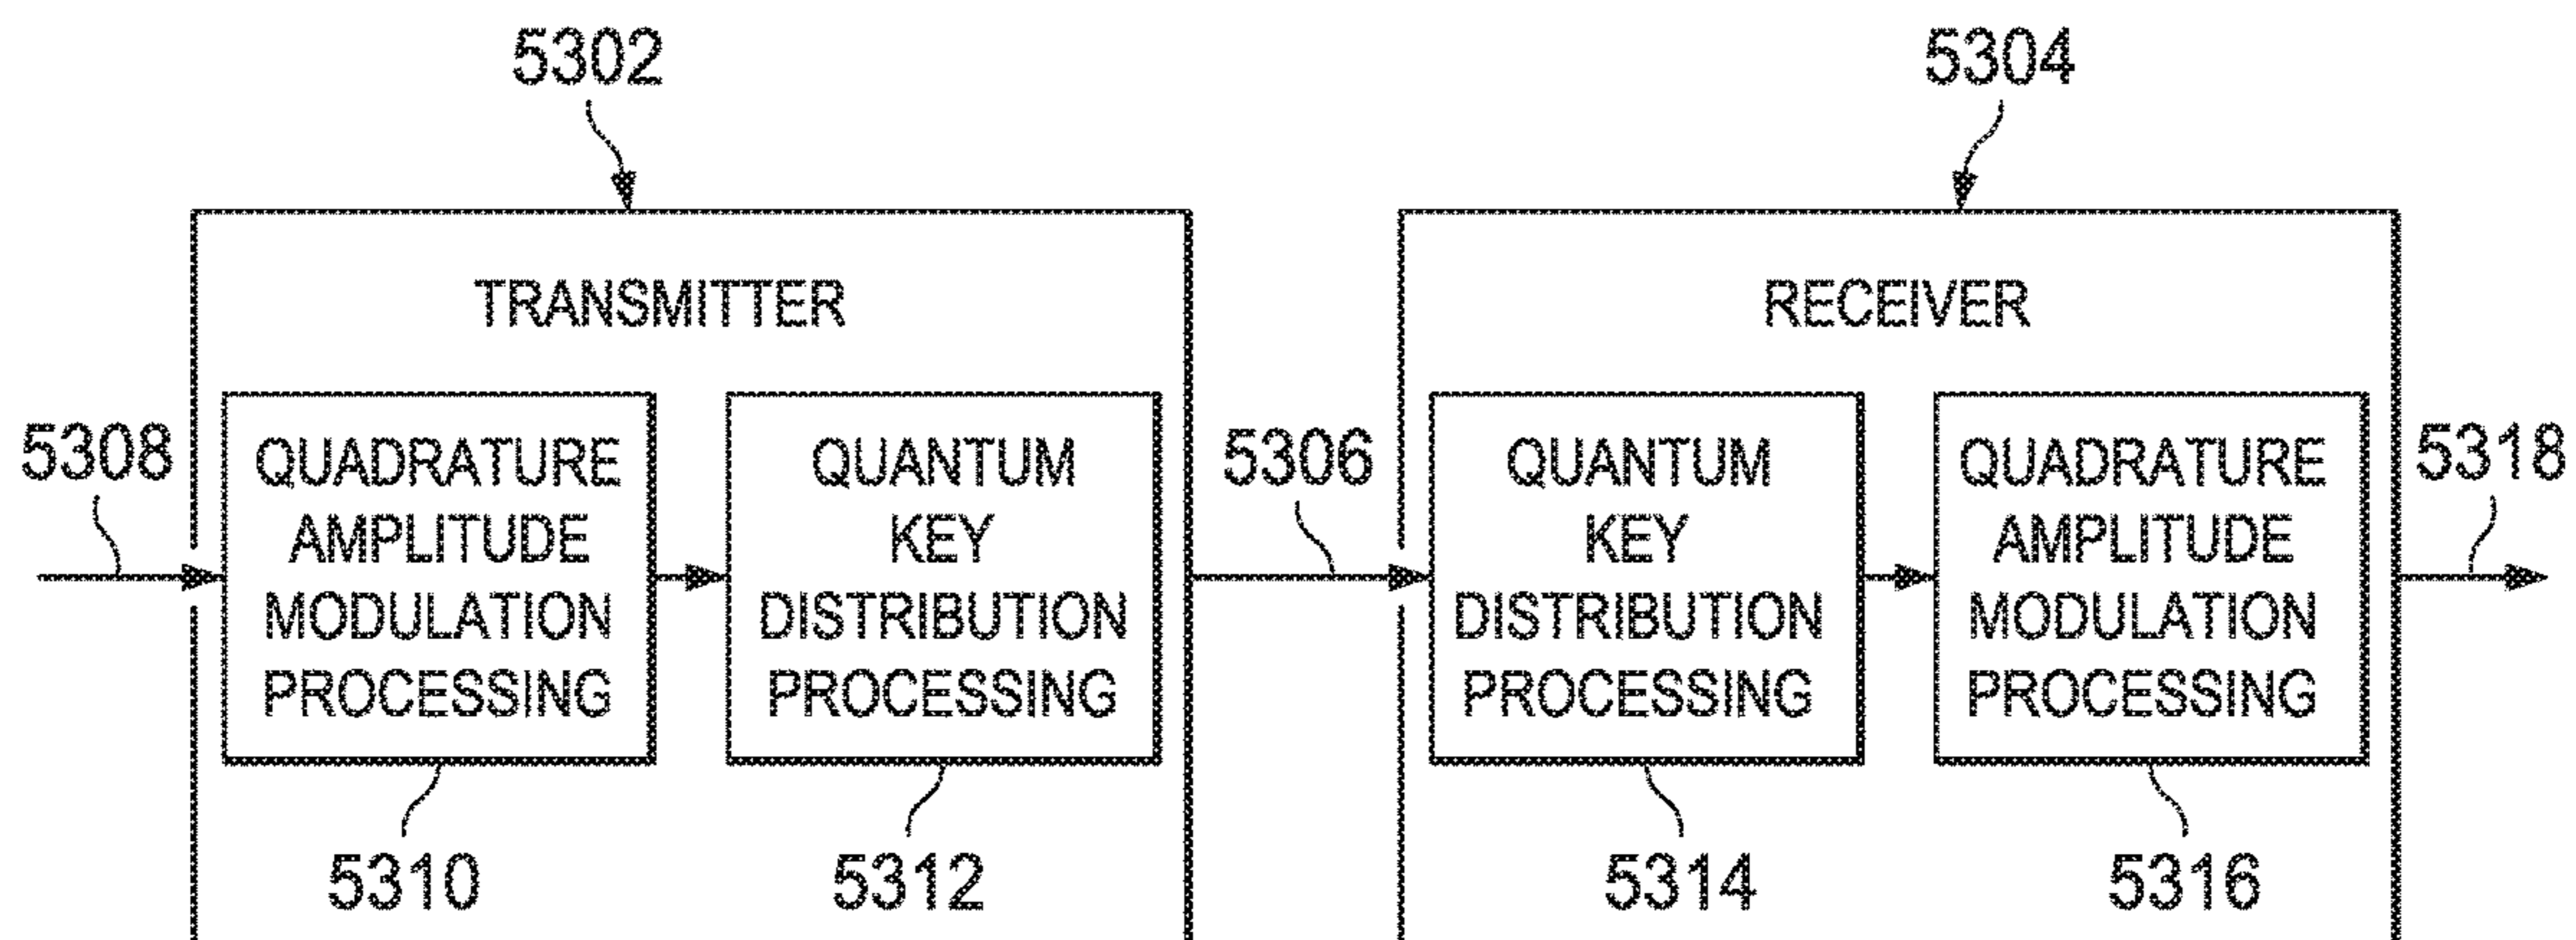 5302
5304
TRANSMITTER
RECEIVER
5308
QUADRATURE
AMPLITUDE
MODULATION
PROCESSING
QUANTUM
KEY
DISTRIBUTION
PROCESSING
5306
QUANTUM
KEY
DISTRIBUTION
PROCESSING
QUADRATURE
AMPLITUDE
MODULATION
PROCESSING
5318
5310
5312
5314
5316